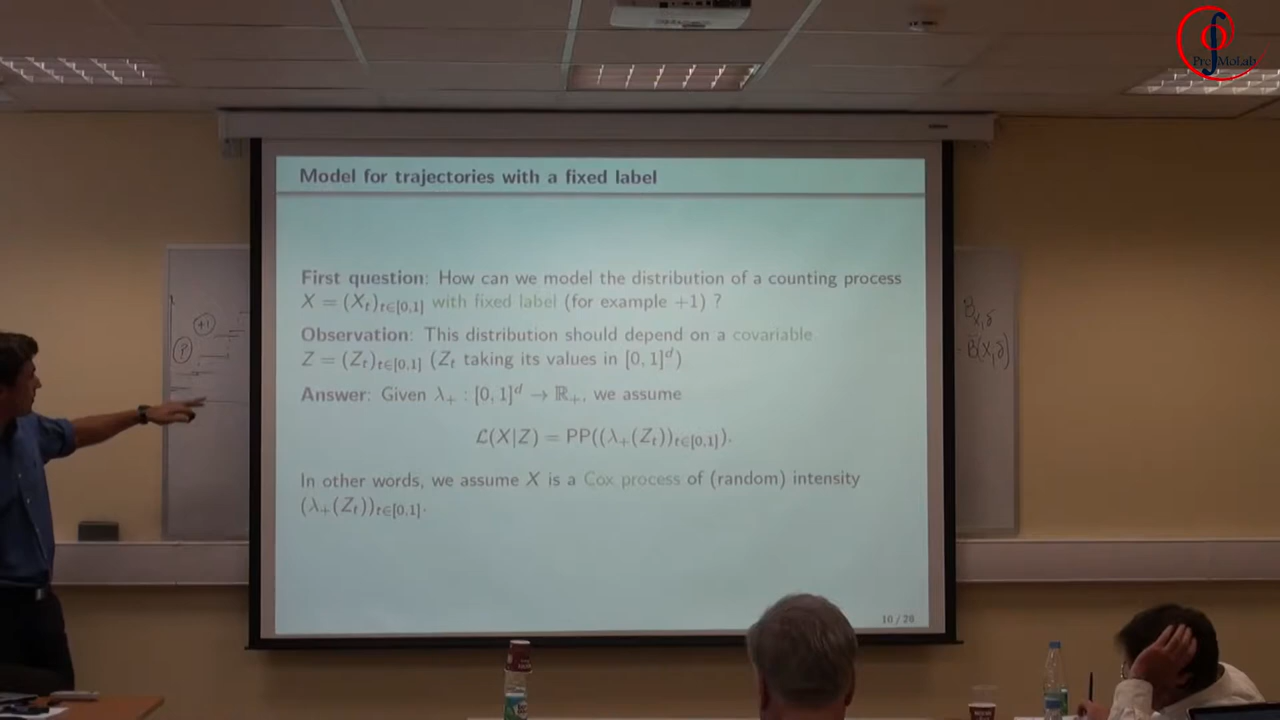 PreMoLab
Model for trajectories with a fixed label
First question: How can we model the distribution of a counting process
X = (X_t)_{t∈[0,1]} with fixed label (for example +1) ?
Observation: This distribution should depend on a covariable
Z = (Z_t)_{t∈[0,1]} (Z_t taking its values in [0, 1]^d)
Answer: Given λ_+ : [0, 1]^d → ℝ_+, we assume
ℒ(X|Z) = PP((λ_+(Z_t))_{t∈[0,1]}).
In other words, we assume X is a Cox process of (random) intensity
(λ_+(Z_t))_{t∈[0,1]}.
10 / 28
+1
?
B_{X,δ}
B(X,δ)